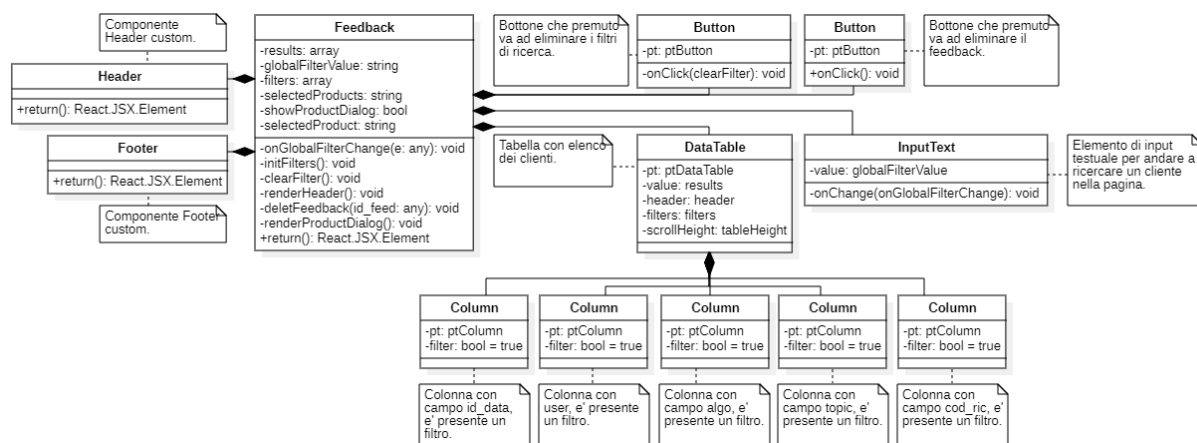 Componente
Header custom.
Header
+return(): React.JSX.Element
Footer
+return(): React.JSX.Element
Componente Footer
custom.
Feedback
-results: array
-globalFilterValue: string
-filters: array
-selectedProducts: string
-showProductDialog: bool
-selectedProduct: string
-onGlobalFilterChange(e: any): void
-initFilters(): void
-clearFilter(): void
-renderHeader(): void
-deletFeedback(id_feed: any): void
-renderProductDialog(): void
+return(): React.JSX.Element
Bottone che premuto
va ad eliminare i filtri
di ricerca.
Button
-pt: ptButton
-onClick(clearFilter): void
Button
-pt: ptButton
+onClick(): void
Bottone che premuto
va ad eliminare il
feedback.
Tabella con elenco
dei clienti.
DataTable
-pt: ptDataTable
-value: results
-header: header
-filters: filters
-scrollHeight: tableHeight
InputText
-value: globalFilterValue
-onChange(onGlobalFilterChange): void
Elemento di input
testuale per andare a
ricercare un cliente
nella pagina.
Column
-pt: ptColumn
-filter: bool = true
Column
-pt: ptColumn
-filter: bool = true
Column
-pt: ptColumn
-filter: bool = true
Column
-pt: ptColumn
-filter: bool = true
Column
-pt: ptColumn
-filter: bool = true
Colonna con
campo id_data,
e' presente un
filtro.
Colonna con
user, e' presente
un filtro.
Colonna con
campo algo, e'
presente un filtro.
Colonna con
campo topic, e'
presente un filtro.
Colonna con
campo cod_ric, e'
presente un filtro.